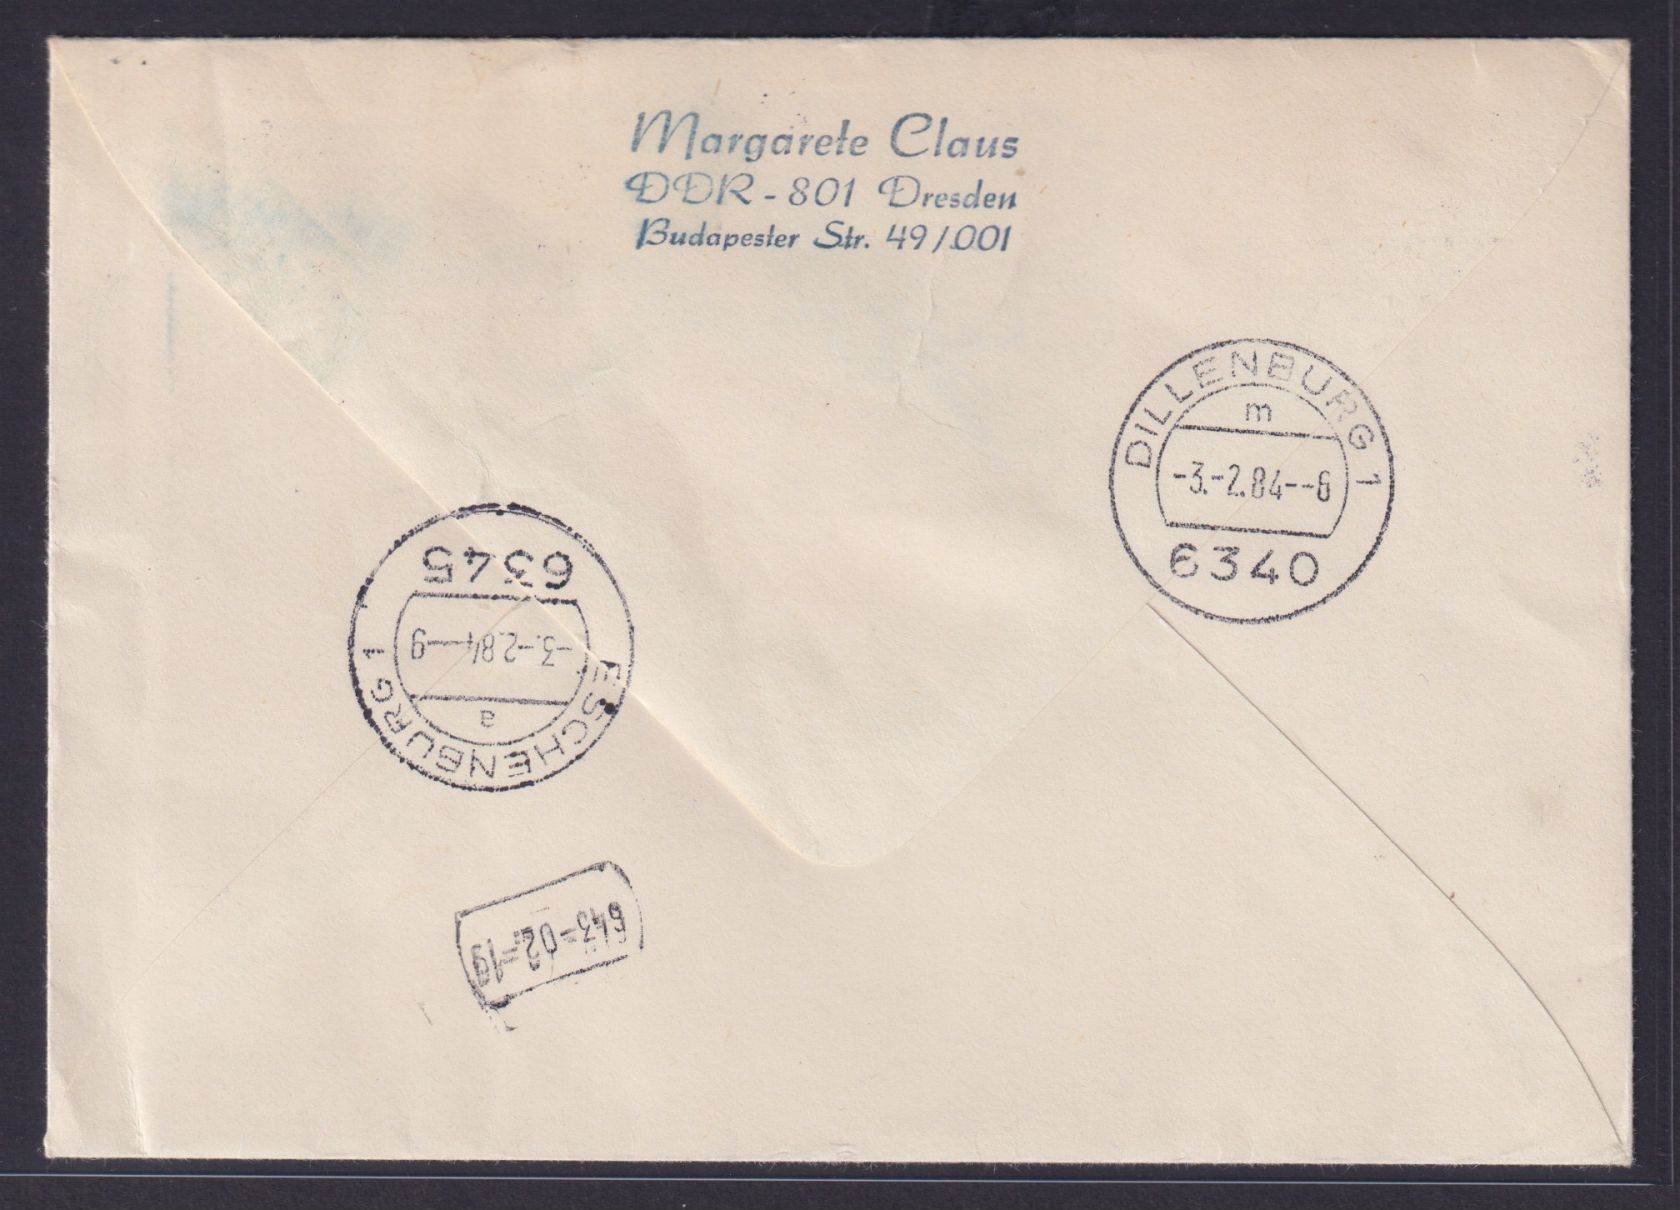 Margarete Claus
DDR - 801 Dresden
Budapester Str. 49/001
DILLENBURG 1
m
-3.-2.84--6
6340
6345
-3.-2.84--9
a
ESCHENBURG 1
643=02=19